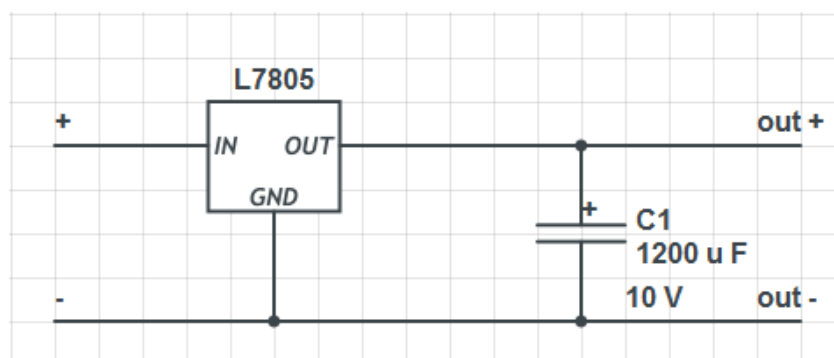 L7805
+
out +
IN
OUT
GND
+
C1
1200 u F
-
10 V
out -